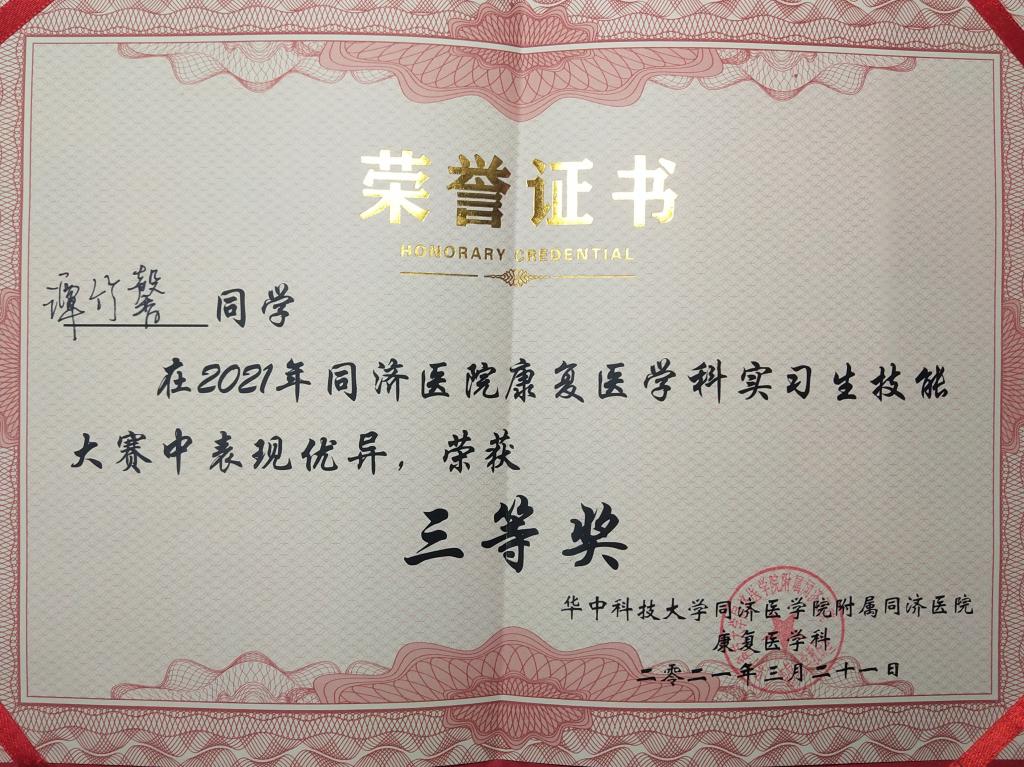 荣誉证书
HONORARY CREDENTIAL
谭竹馨 同学
在2021年同济医院康复医学科实习生技能
大赛中表现优异，荣获
三等奖
华中科技大学同济医学院附属同济医院
康复医学科
二零二一年三月二十一日